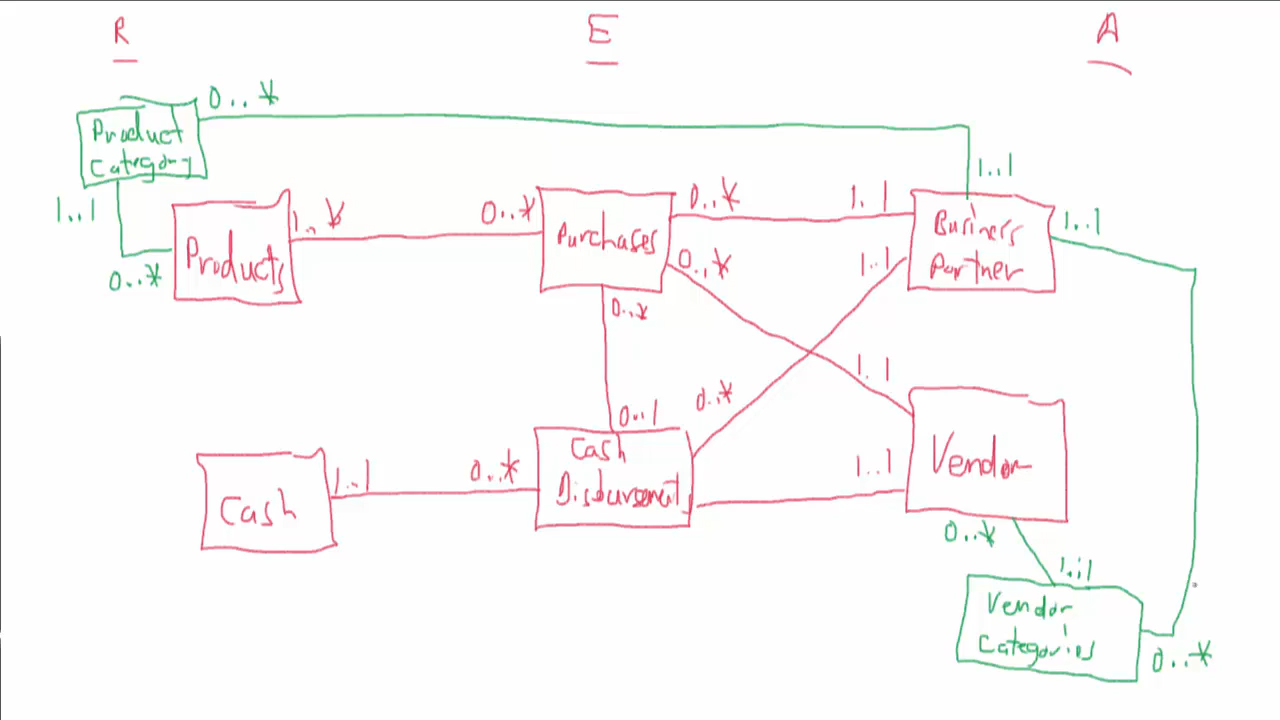 R
E
A
0..*
Product
Category
1..1
1..1
0..*
Products
1..*
0..*
Purchases
0..*
0..*
0..*
1..1
1..1
Business
Partner
1..1
1..1
0..*
0..1
Cash
Disbursement
Cash
1..1
0..*
1..1
Vendor
0..*
1..1
Vendor
Categories
0..*